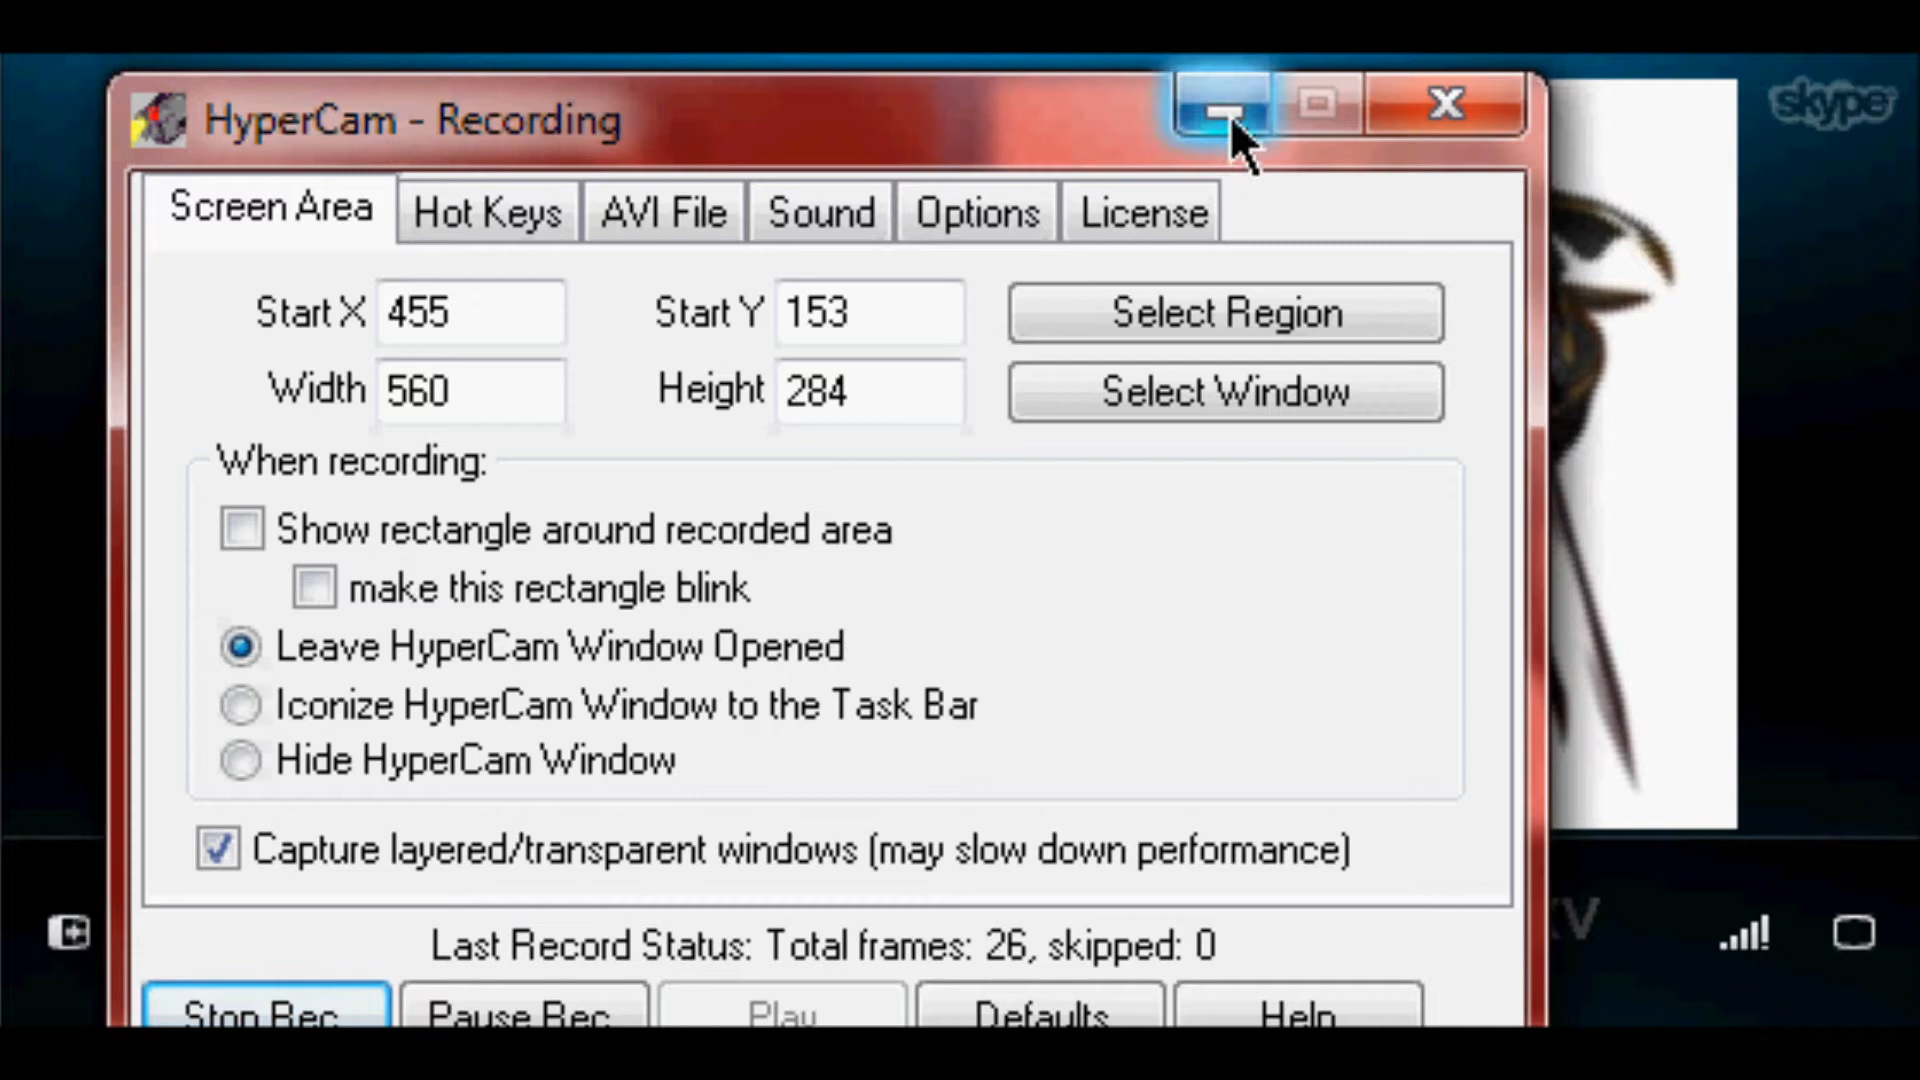 HyperCam - Recording
skype
Screen Area Hot Keys AVI File Sound Options License
Start X 455 Start Y 153 Select Region
Width 560 Height 284 Select Window
When recording:
Show rectangle around recorded area
make this rectangle blink
Leave HyperCam Window Opened
Iconize HyperCam Window to the Task Bar
Hide HyperCam Window
Capture layered/transparent windows (may slow down performance)
Last Record Status: Total frames: 26, skipped: 0
Stop Rec Pause Rec Play Defaults Help